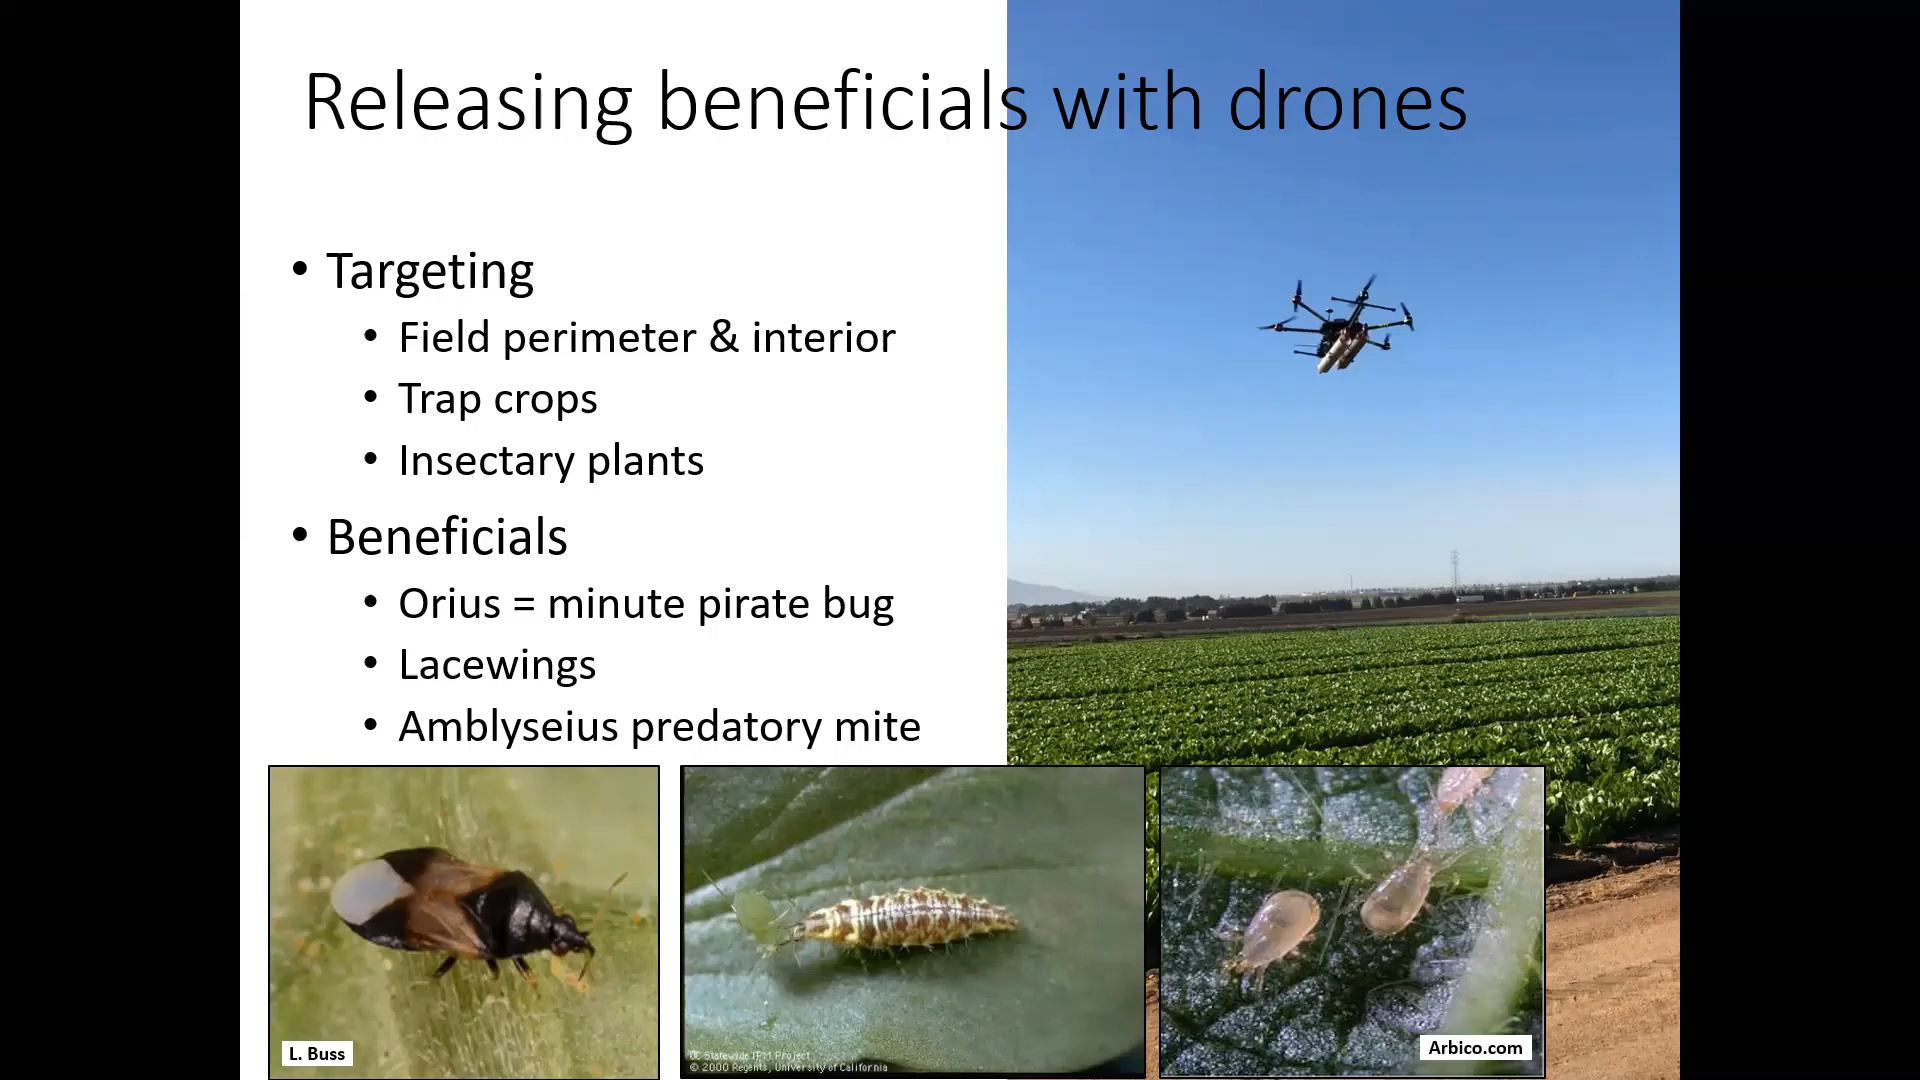 Releasing beneficials with drones
• Targeting
• Field perimeter & interior
• Trap crops
• Insectary plants
• Beneficials
• Orius = minute pirate bug
• Lacewings
• Amblyseius predatory mite
L. Buss
UC Statewide IPM Project
© 2000 Regents, University of California
Arbico.com